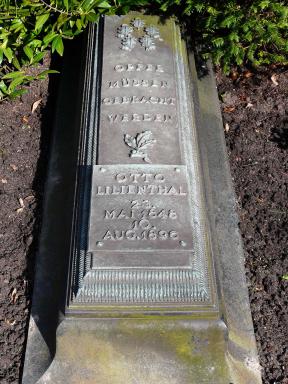 OPFER
MÜSSEN
GEBRACHT
WERDEN
OTTO
LILIENTHAL
23.
MAI.1848
10.
AUG.1896